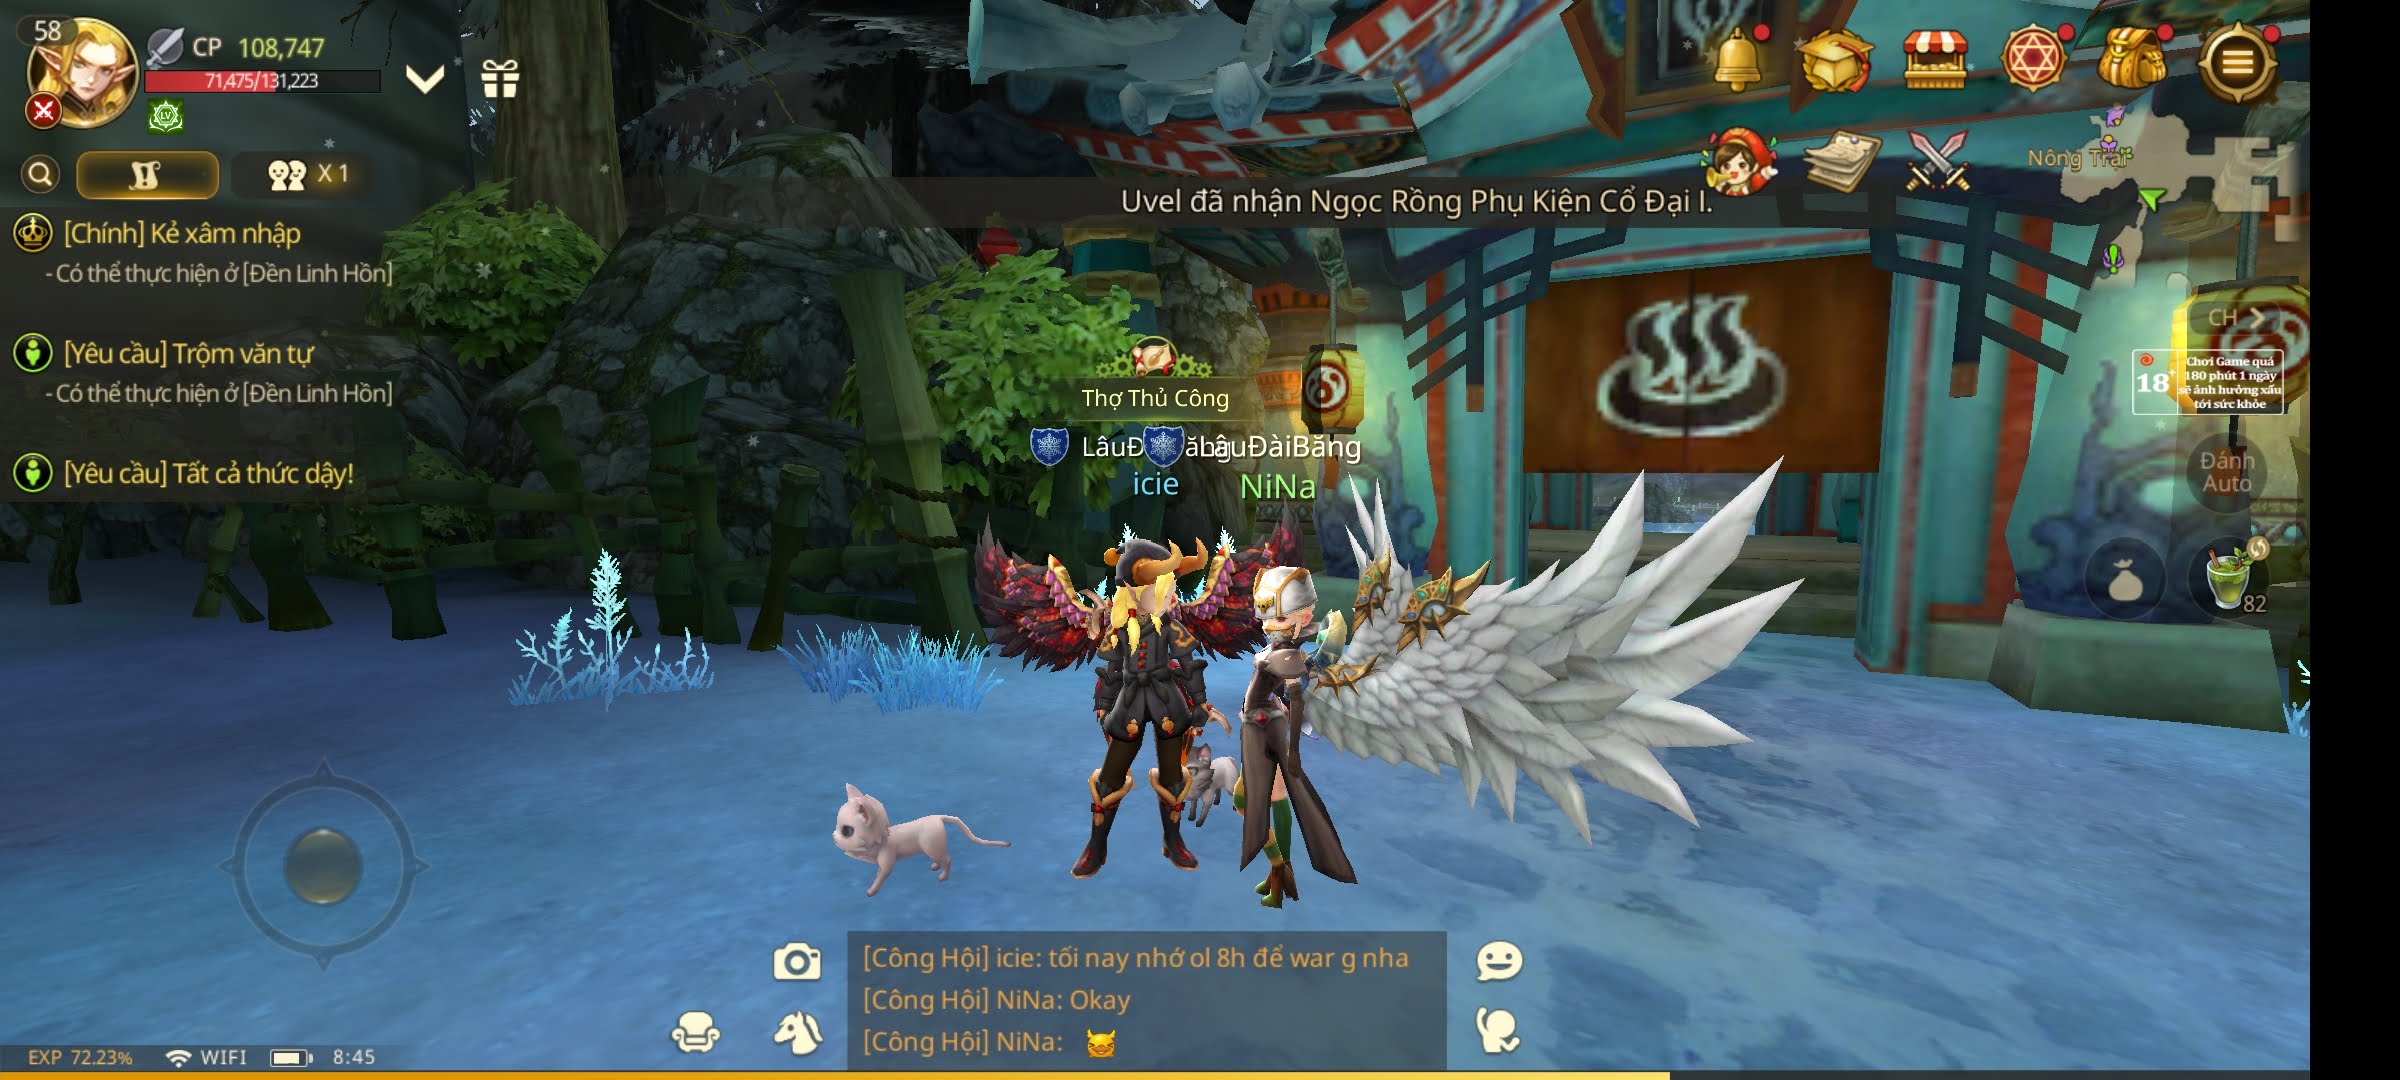 58
CP 108,747
71,475/131,223
LV
X 1
[Chính] Kẻ xâm nhập
- Có thể thực hiện ở [Đền Linh Hồn]
[Yêu cầu] Trộm văn tự
- Có thể thực hiện ở [Đền Linh Hồn]
[Yêu cầu] Tất cả thức dậy!
Uvel đã nhận Ngọc Rồng Phụ Kiện Cổ Đại I.
Nông Trại
CH
18+
Chơi Game quá
180 phút 1 ngày
sẽ ảnh hưởng xấu
tới sức khỏe
Đánh
Auto
82
Thợ Thủ Công
LâuĐ
LâuĐàiBăng
icie
NiNa
[Công Hội] icie: tối nay nhớ ol 8h để war g nha
[Công Hội] NiNa: Okay
[Công Hội] NiNa:
EXP 72.23%
WIFI
8:45